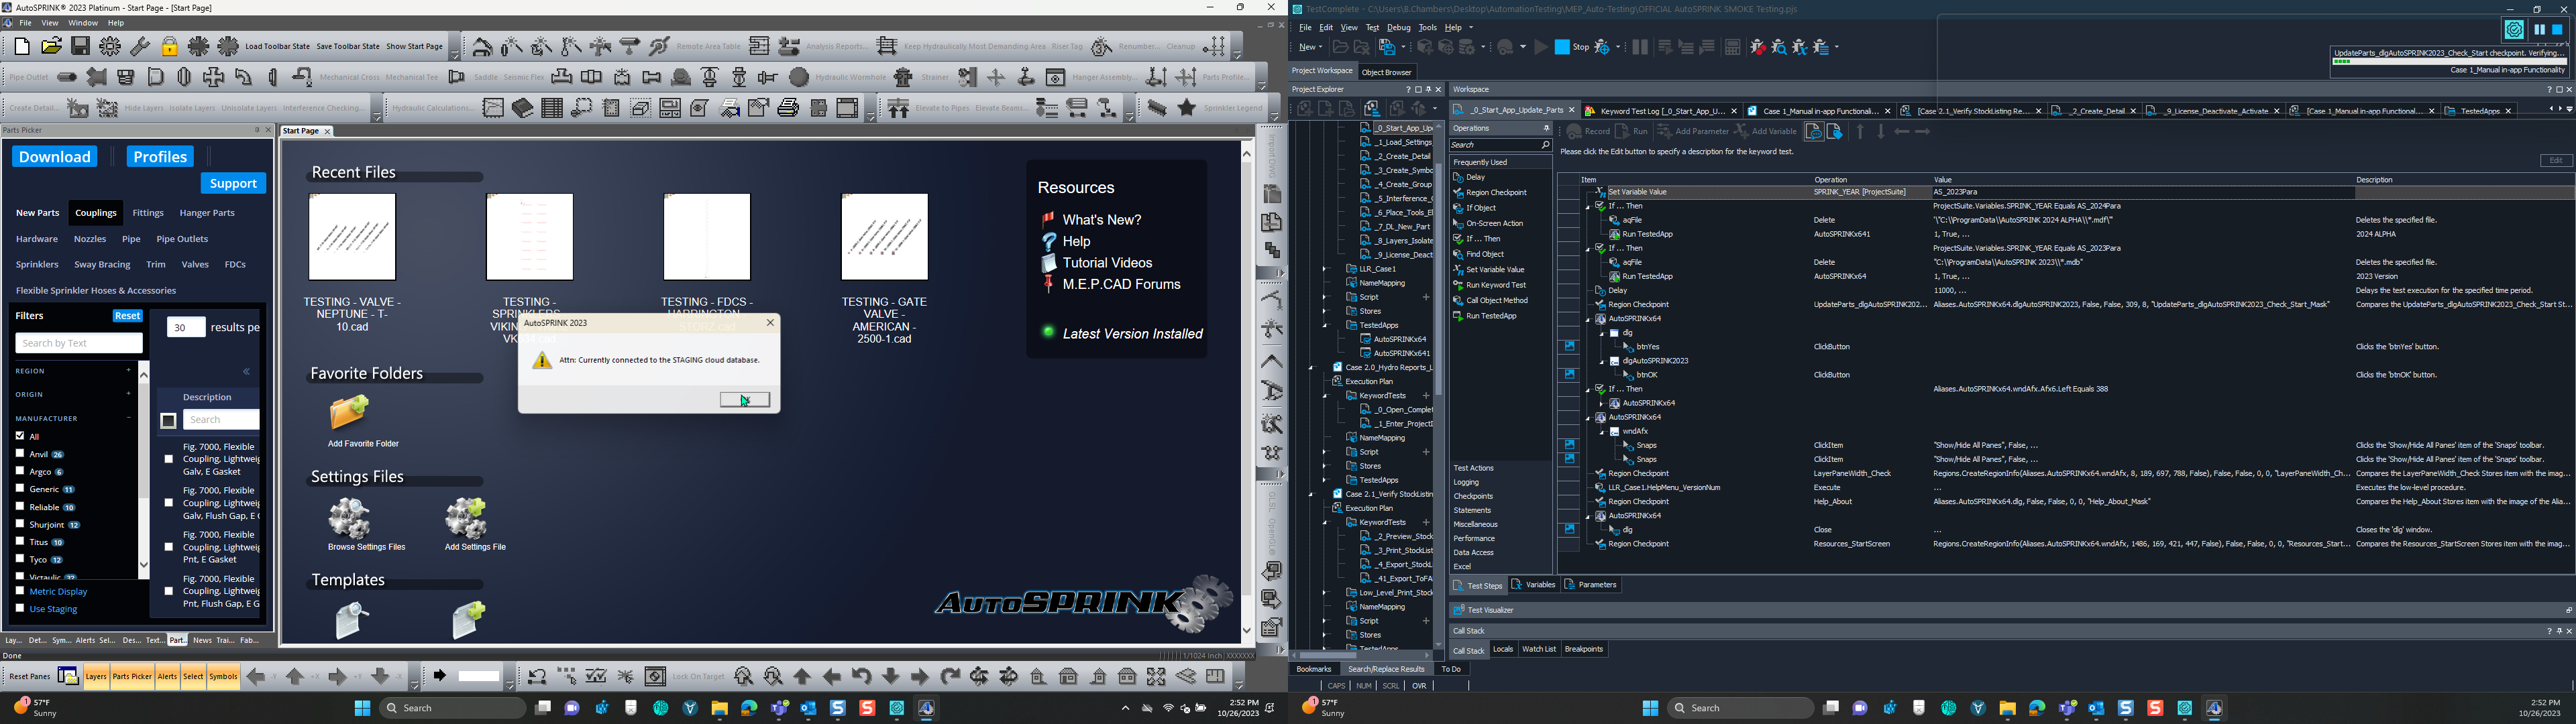 AutoSPRINK® 2023 Platinum - Start Page - [Start Page]
File View Window Help
Load Toolbar State Save Toolbar State Show Start Page Remote Area Table Analysis Reports... Keep Hydraulically Most Demanding Area Riser Tag Renumber... Cleanup
Pipe Outlet Mechanical Cross Mechanical Tee Saddle Seismic Flies Hydraulic Wormhole Strainer Hanger Assembly... Parts Profile...
Create Detail... Hide Layers Isolate Layers Unisolate Layers Interference Checking... Hydraulic Calculations... Elevate to Pipes Elevate Beams... Sprinkler Legend
Parts Picker
Download
Profiles
Support
New Parts Couplings Fittings Hanger Parts
Hardware Nozzles Pipe Pipe Outlets
Sprinklers Sway Bracing Trim Valves FDCs
Flexible Sprinkler Hoses & Accessories
Filters Reset
Search by Text
REGION +
ORIGIN +
MANUFACTURER -
All
Anvil 26
Argco 6
Generic 11
Reliable 10
Shurjoint 12
Titus 10
Tyco 12
Victaulic 32
Metric Display
Use Staging
30 results pe
Description
Search
Fig. 7000, Flexible
Coupling, Lightweig
Galv, E Gasket
Fig. 7000, Flexible
Coupling, Lightweig
Galv, Flush Gap, E G
Fig. 7000, Flexible
Coupling, Lightweig
Pnt, E Gasket
Fig. 7000, Flexible
Coupling, Lightweig
Pnt, Flush Gap, E G
Lay... Det... Sym... Alerts Sel... Des... Text... Part... News Trai... Fab...
Start Page
Recent Files
TESTING - VALVE -
NEPTUNE - T-
10.cad
TESTING -
SPRINKLERS -
TESTING - FDCS -
TESTING - GATE
VALVE -
AMERICAN -
2500-1.cad
Favorite Folders
Add Favorite Folder
Settings Files
Browse Settings Files
Add Settings File
Templates
Resources
What's New?
Help
Tutorial Videos
M.E.P.CAD Forums
Latest Version Installed
AutoSPRINK
AutoSPRINK 2023
Attn: Currently connected to the STAGING cloud database.
Import DWG
GLSL: OpenGLB
Done
1/1024 Inch XXXXXXX
Reset Panes Layers Parts Picker Alerts Select Symbols -Y +X +Y -X Lock On Target
57°F
Sunny
Search
2:52 PM
10/26/2023
TestComplete - C:\Users\B.Chambers\Desktop\AutomationTesting\MEP_Auto-Testing\OFFICIAL AutoSPRINK SMOKE Testing.pjs
File Edit View Test Debug Tools Help
New Stop
UpdateParts_dlgAutoSPRINK2023_Check_Start checkpoint. Verifying...
Case 1_Manual in-app Functionality
Project Workspace Object Browser
Project Explorer
_0_Start_App_Upd
_1_Load_Settings_
_2_Create_Detail
_3_Create_Symbo
_4_Create_Group
_5_Interference_C
_6_Place_Tools_El
_7_DL_New_Part
_8_Layers_Isolate
_9_License_Deact
LLR_Case1
NameMapping
Script
Stores
TestedApps
AutoSPRINKx64
AutoSPRINKx641
Case 2.0_Hydro Reports_L
Execution Plan
KeywordTests
_0_Open_Complet
_1_Enter_ProjectI
NameMapping
Script
Stores
TestedApps
Case 2.1_Verify StockListin
Execution Plan
KeywordTests
_2_Preview_Stock
_3_Print_StockList
_4_Export_StockL
_41_Export_ToFA
Low_Level_Print_Stock
NameMapping
Script
Stores
TestedApps
Bookmarks Search/Replace Results To Do
CAPS NUM SCRL OVR
Workspace
_0_Start_App_Update_Parts Keyword Test Log [_0_Start_App_U... Case 1_Manual in-app Functionali... [Case 2.1_Verify StockListing Re... _2_Create_Detail _9_License_Deactivate_Activate [Case 1_Manual in-app Functional... TestedApps
Operations
Search
Frequently Used
Delay
Region Checkpoint
If Object
On-Screen Action
If ... Then
Find Object
Set Variable Value
Run Keyword Test
Call Object Method
Run TestedApp
Test Actions
Logging
Checkpoints
Statements
Miscellaneous
Performance
Data Access
Excel
Record Run Add Parameter Add Variable
Please click the Edit button to specify a description for the keyword test.
Edit
Item Operation Value Description
Set Variable Value SPRINK_YEAR [ProjectSuite] AS_2023Para
If ... Then ProjectSuite.Variables.SPRINK_YEAR Equals AS_2024Para
aqFile Delete "\"C:\\ProgramData\\AutoSPRINK 2024 ALPHA\\*.mdf\"" Deletes the specified file.
Run TestedApp AutoSPRINKx641 1, True, ... 2024 ALPHA
If ... Then ProjectSuite.Variables.SPRINK_YEAR Equals AS_2023Para
aqFile Delete "C:\\ProgramData\\AutoSPRINK 2023\\*.mdb" Deletes the specified file.
Run TestedApp AutoSPRINKx64 1, True, ... 2023 Version
Delay 11000, ... Delays the test execution for the specified time period.
Region Checkpoint UpdateParts_dlgAutoSPRINK202... Aliases.AutoSPRINKx64.dlgAutoSPRINK2023, False, False, 309, 8, "UpdateParts_dlgAutoSPRINK2023_Check_Start_Mask" Compares the UpdateParts_dlgAutoSPRINK2023_Check_Start St...
AutoSPRINKx64
dlg
btnYes ClickButton Clicks the 'btnYes' button.
dlgAutoSPRINK2023
btnOK ClickButton Clicks the 'btnOK' button.
If ... Then Aliases.AutoSPRINKx64.wndAfx.Afx6.Left Equals 388
AutoSPRINKx64
AutoSPRINKx64
wndAfx
Snaps ClickItem "Show/Hide All Panes", False, ... Clicks the 'Show/Hide All Panes' item of the 'Snaps' toolbar.
Snaps ClickItem "Show/Hide All Panes", False, ... Clicks the 'Show/Hide All Panes' item of the 'Snaps' toolbar.
Region Checkpoint LayerPaneWidth_Check Regions.CreateRegionInfo(Aliases.AutoSPRINKx64.wndAfx, 8, 189, 697, 788, False), False, False, 0, 0, "LayerPaneWidth_Ch... Compares the LayerPaneWidth_Check Stores item with the imag...
LLR_Case1.HelpMenu_VersionNum Execute ... Executes the low-level procedure.
Region Checkpoint Help_About Aliases.AutoSPRINKx64.dlg, False, False, 0, 0, "Help_About_Mask" Compares the Help_About Stores item with the image of the Alia...
AutoSPRINKx64
dlg Close ... Closes the 'dlg' window.
Region Checkpoint Resources_StartScreen Regions.CreateRegionInfo(Aliases.AutoSPRINKx64.wndAfx, 1486, 169, 421, 447, False), False, False, 0, 0, "Resources_Start... Compares the Resources_StartScreen Stores item with the imag...
Test Steps Variables Parameters
Test Visualizer
Call Stack
Call Stack Locals Watch List Breakpoints
57°F
Sunny
Search
2:52 PM
10/26/2023